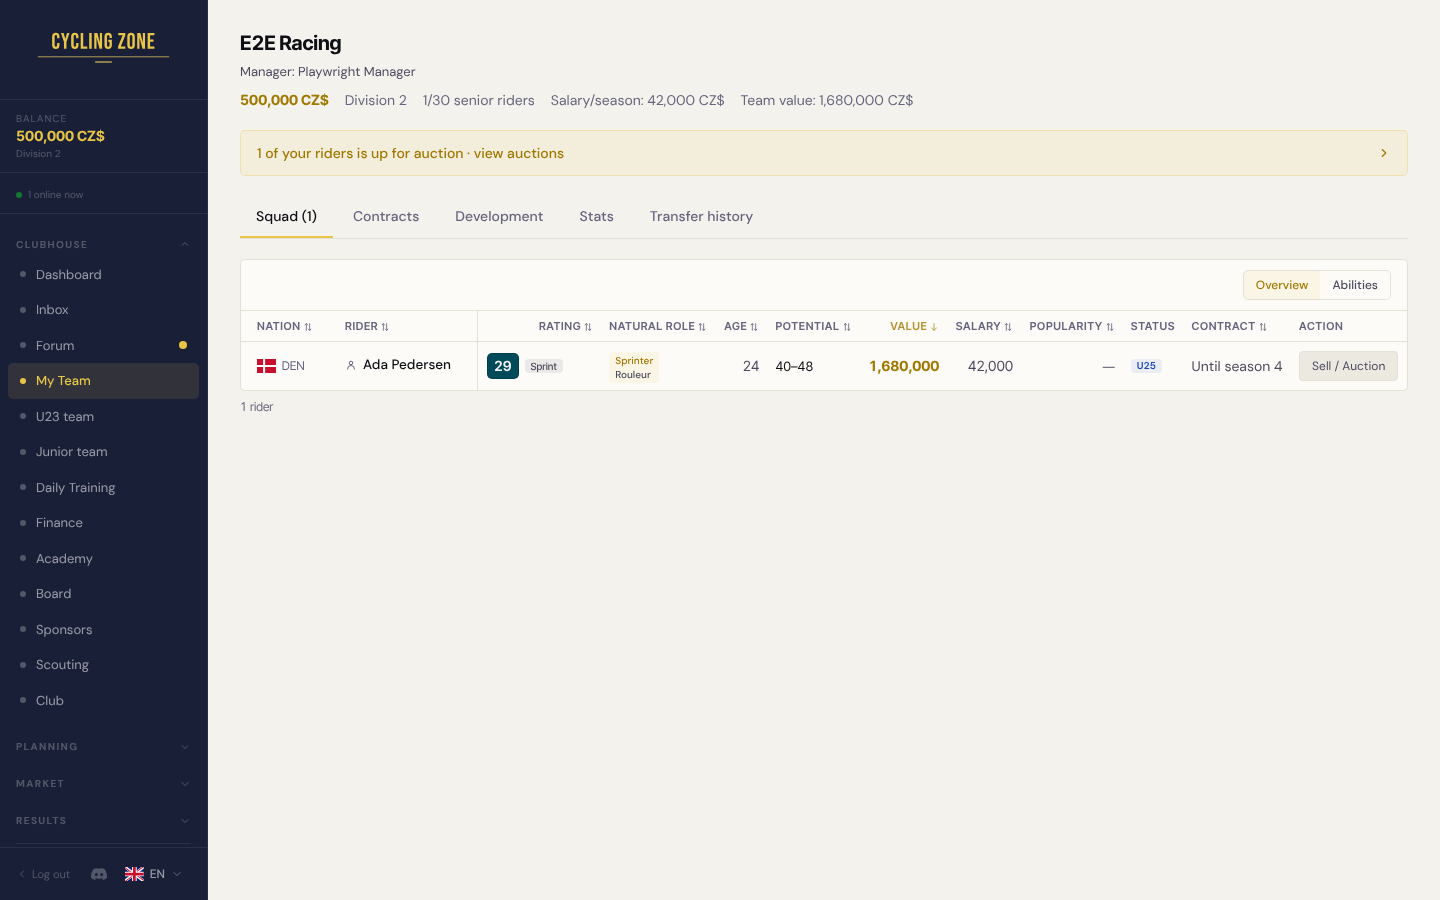 CYCLING ZONE
BALANCE
500,000 CZ$
Division 2
1 online now
CLUBHOUSE
Dashboard
Inbox
Forum
My Team
U23 team
Junior team
Daily Training
Finance
Academy
Board
Sponsors
Scouting
Club
PLANNING
MARKET
RESULTS
Log out EN
E2E Racing
Manager: Playwright Manager
500,000 CZ$ Division 2 1/30 senior riders Salary/season: 42,000 CZ$ Team value: 1,680,000 CZ$
1 of your riders is up for auction · view auctions
Squad (1) Contracts Development Stats Transfer history
Overview Abilities
NATION RIDER RATING NATURAL ROLE AGE POTENTIAL VALUE SALARY POPULARITY STATUS CONTRACT ACTION
DEN Ada Pedersen 29 Sprint Sprinter 24 40–48 1,680,000 42,000 — U25 Until season 4 Sell / Auction
Rouleur
1 rider